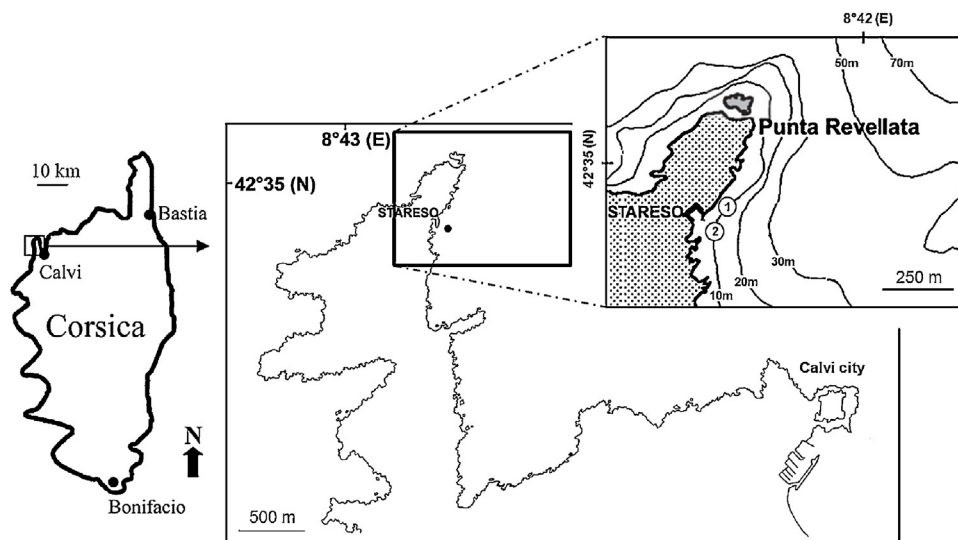 10 km
Bastia
Calvi
Corsica
N
Bonifacio
8°43 (E)
42°35 (N)
STARESO
500 m
Calvi city
8°42 (E)
50m
70m
Punta Revellata
42°35 (N)
STARESO
1
2
30m
20m
10m
250 m